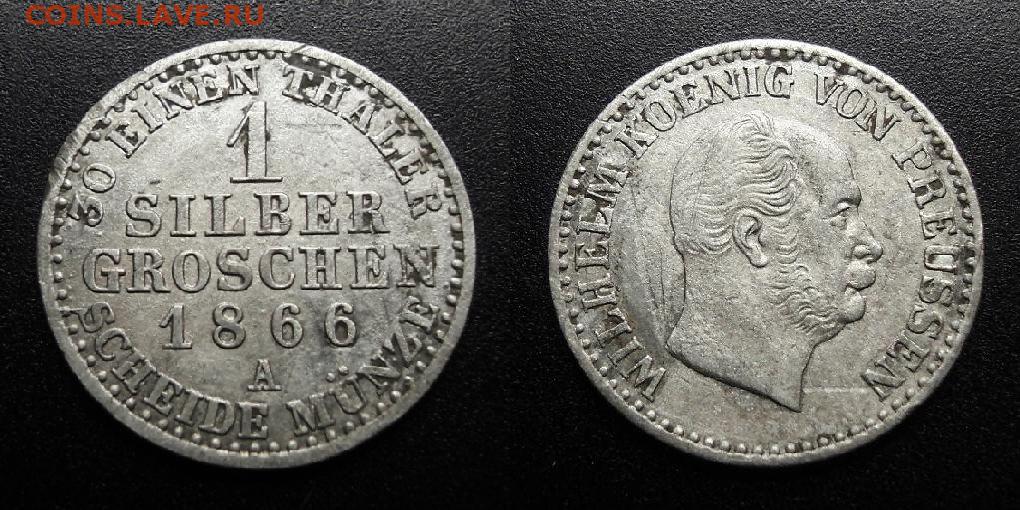 COINS.LAVE.RU
30 EINEN THALER
1
SILBER
GROSCHEN
1866
A
SCHEIDE MÜNZE
WILHELM KOENIG VON PREUSSEN